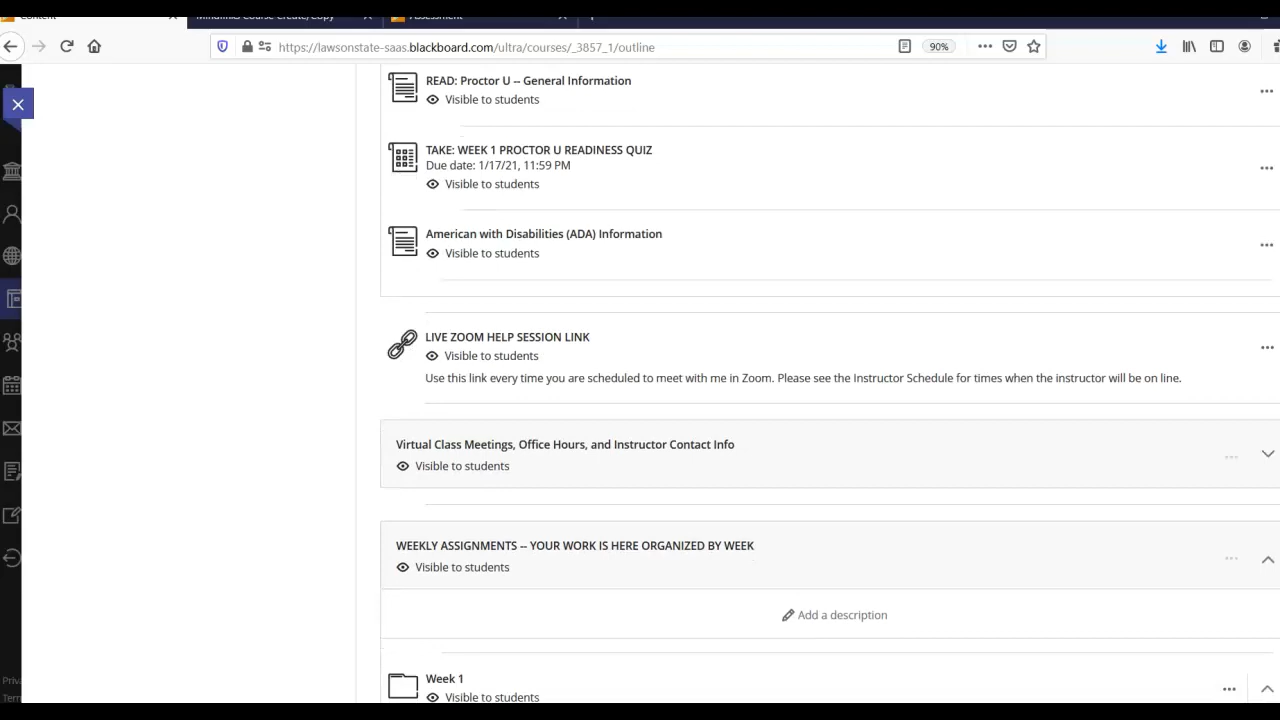 Content
Mindlinks Course Create/Copy
Assessment
https://lawsonstate-saas.blackboard.com/ultra/courses/_3857_1/outline
90%
READ: Proctor U -- General Information
Visible to students
TAKE: WEEK 1 PROCTOR U READINESS QUIZ
Due date: 1/17/21, 11:59 PM
Visible to students
American with Disabilities (ADA) Information
Visible to students
LIVE ZOOM HELP SESSION LINK
Visible to students
Use this link every time you are scheduled to meet with me in Zoom. Please see the Instructor Schedule for times when the instructor will be on line.
Virtual Class Meetings, Office Hours, and Instructor Contact Info
Visible to students
WEEKLY ASSIGNMENTS -- YOUR WORK IS HERE ORGANIZED BY WEEK
Visible to students
Add a description
Week 1
Visible to students
Priva
Term